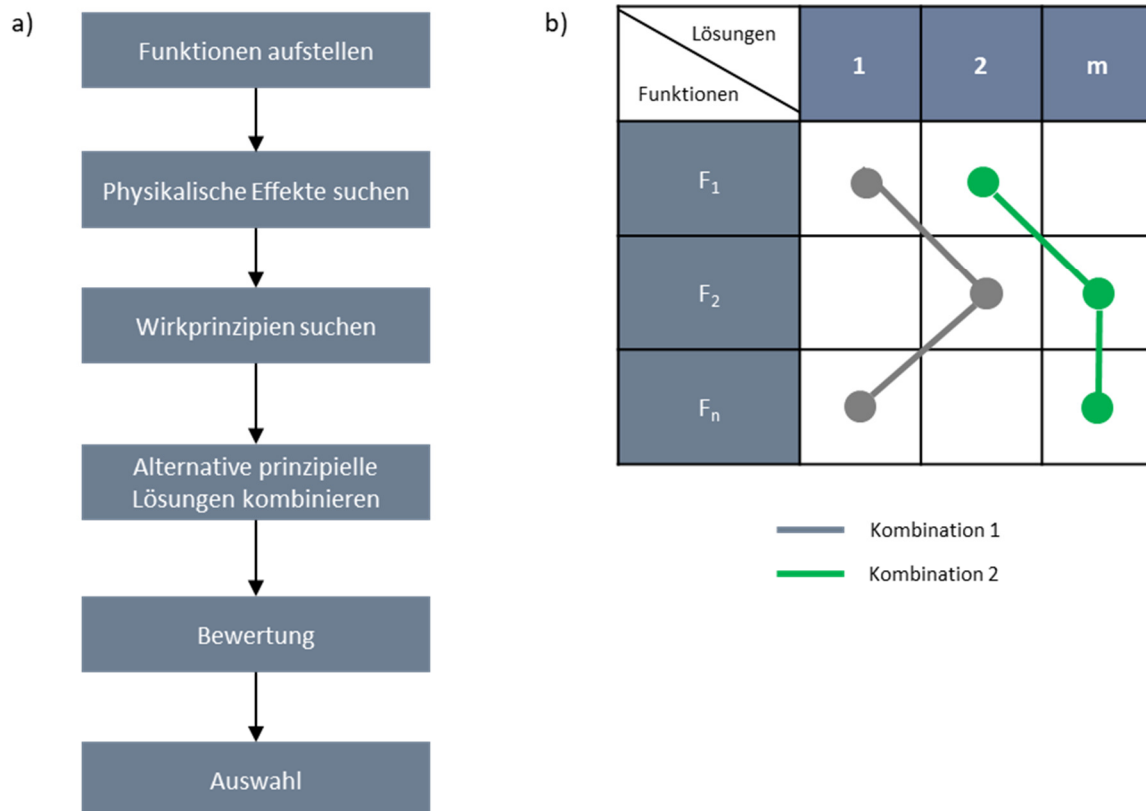 a)
Funktionen aufstellen
Physikalische Effekte suchen
Wirkprinzipien suchen
Alternative prinzipielle
Lösungen kombinieren
Bewertung
Auswahl
b)
Lösungen
Funktionen
1
2
m
F₁
F₂
Fₙ
Kombination 1
Kombination 2